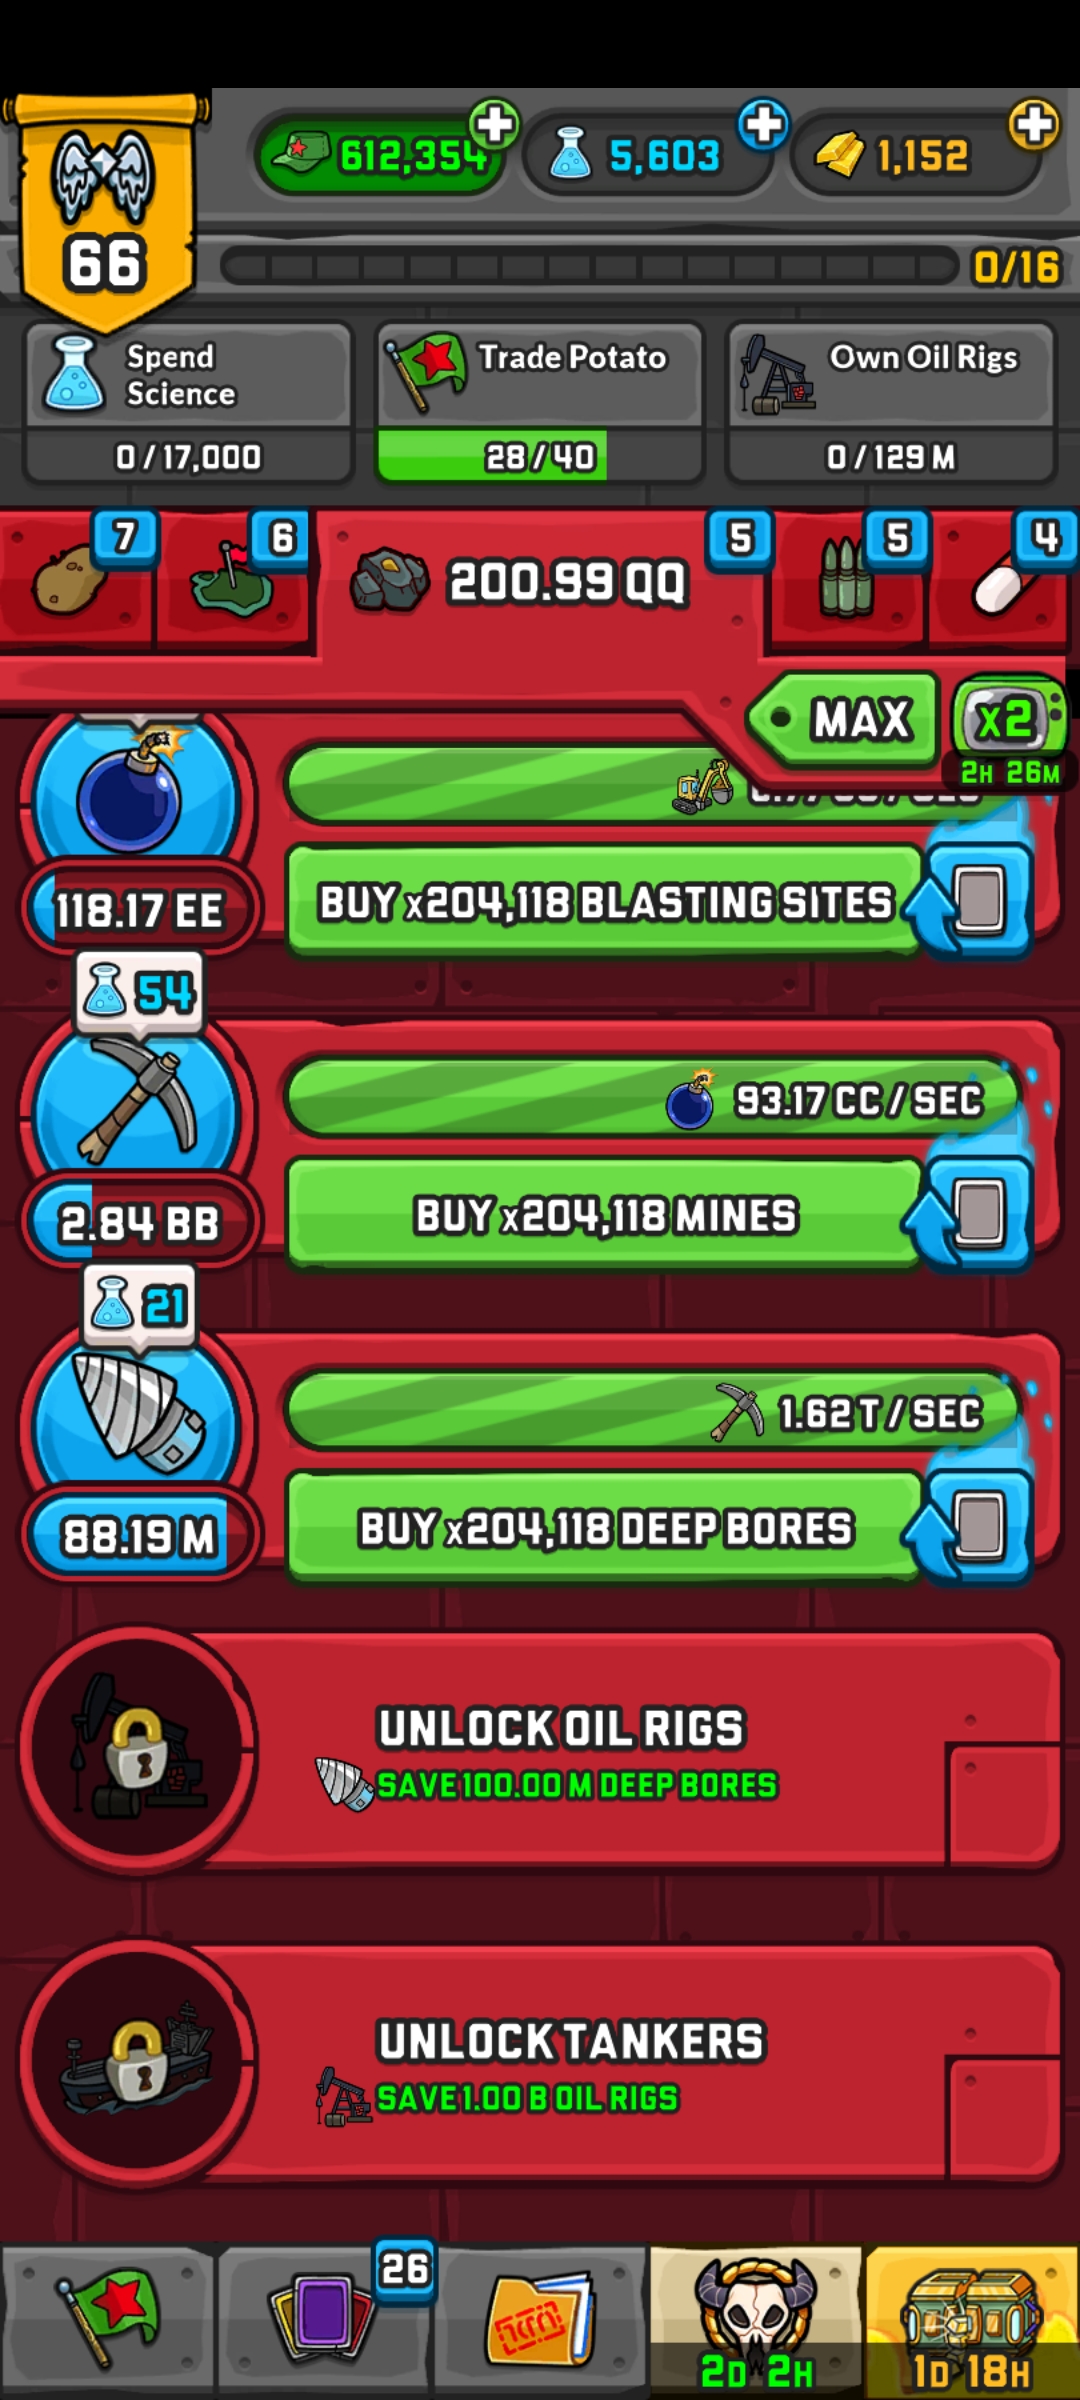 612,354
5,603
1,152
66
0/16
Spend
Science
0 / 17,000
Trade Potato
28 / 40
Own Oil Rigs
0 / 129 M
7
6
200.99 QQ
5
5
4
MAX
x2
2H 26M
118.17 EE
BUY x204,118 BLASTING SITES
54
93.17 CC / SEC
2.84 BB
BUY x204,118 MINES
21
1.62 T / SEC
88.19 M
BUY x204,118 DEEP BORES
UNLOCK OIL RIGS
SAVE 100.00 M DEEP BORES
UNLOCK TANKERS
SAVE 1.00 B OIL RIGS
26
2D 2H
1D 18H